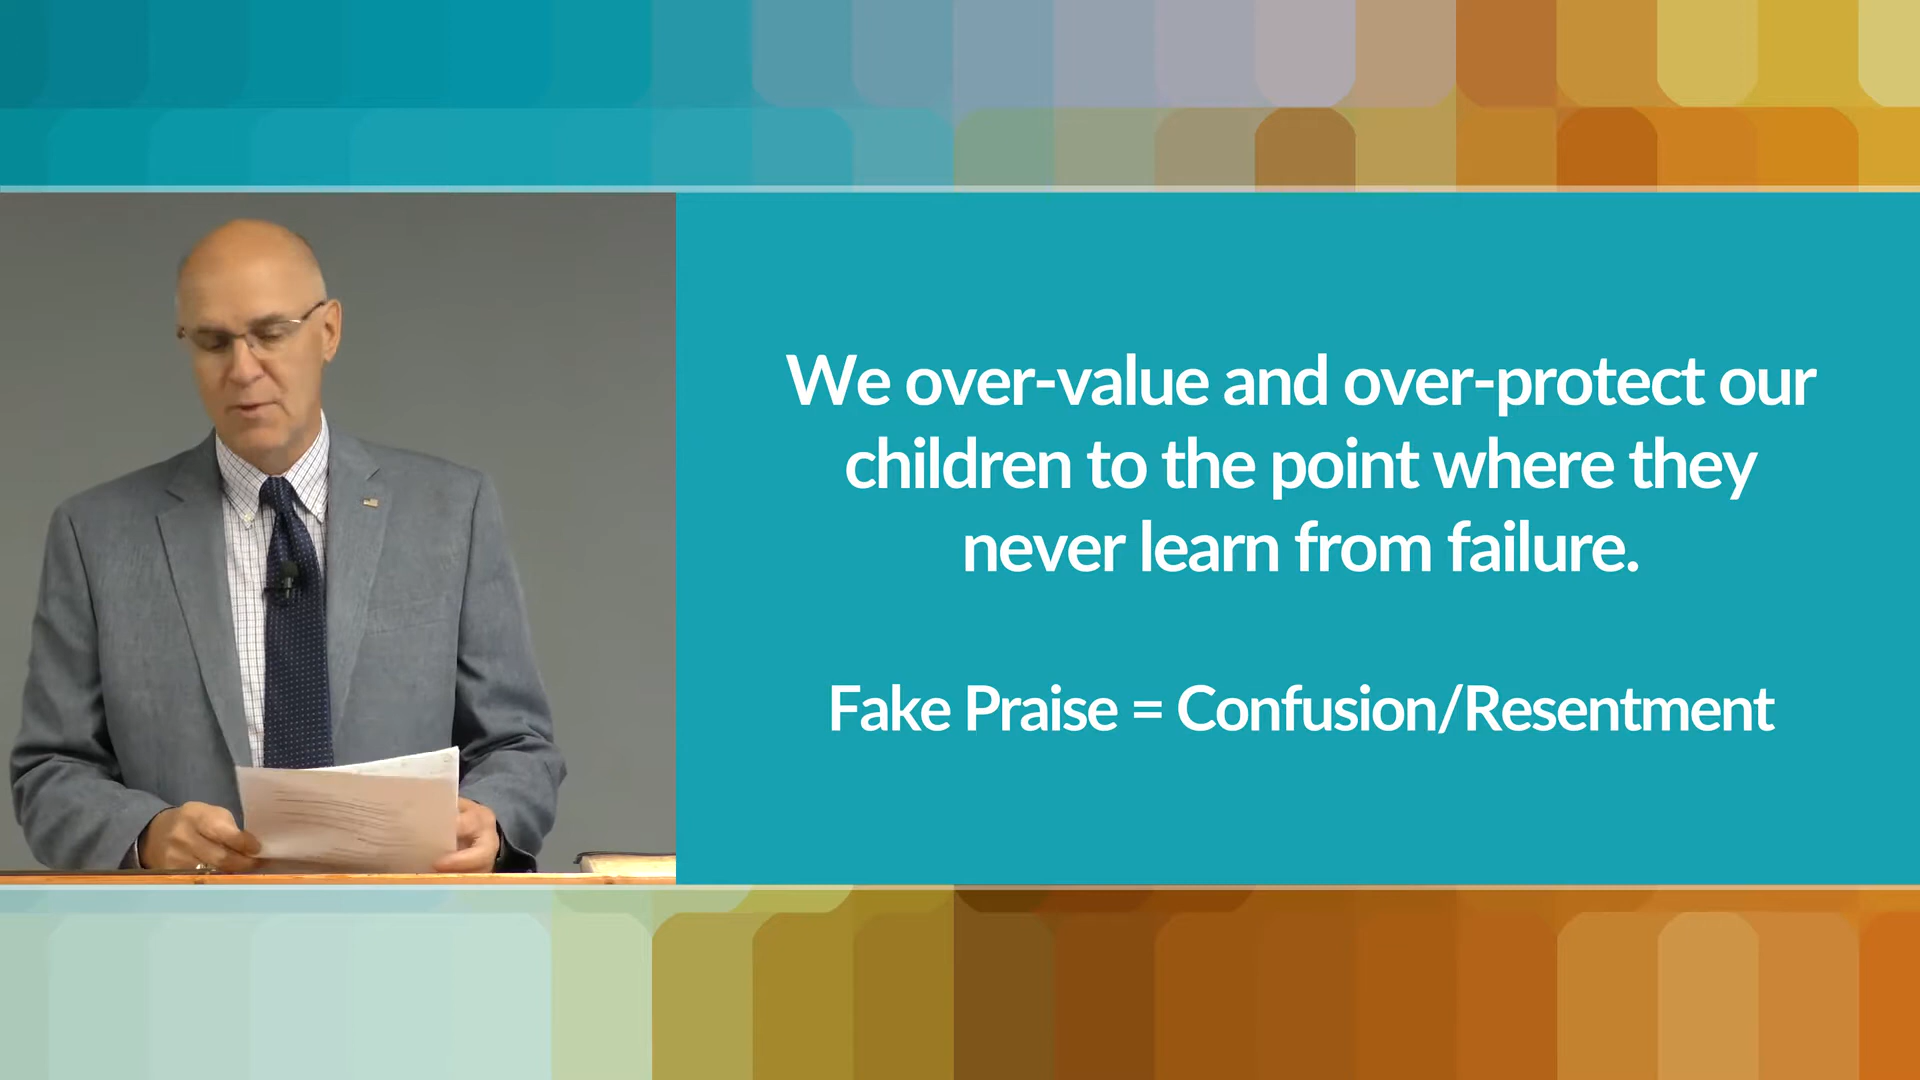 We over-value and over-protect our
children to the point where they
never learn from failure.
Fake Praise = Confusion/Resentment